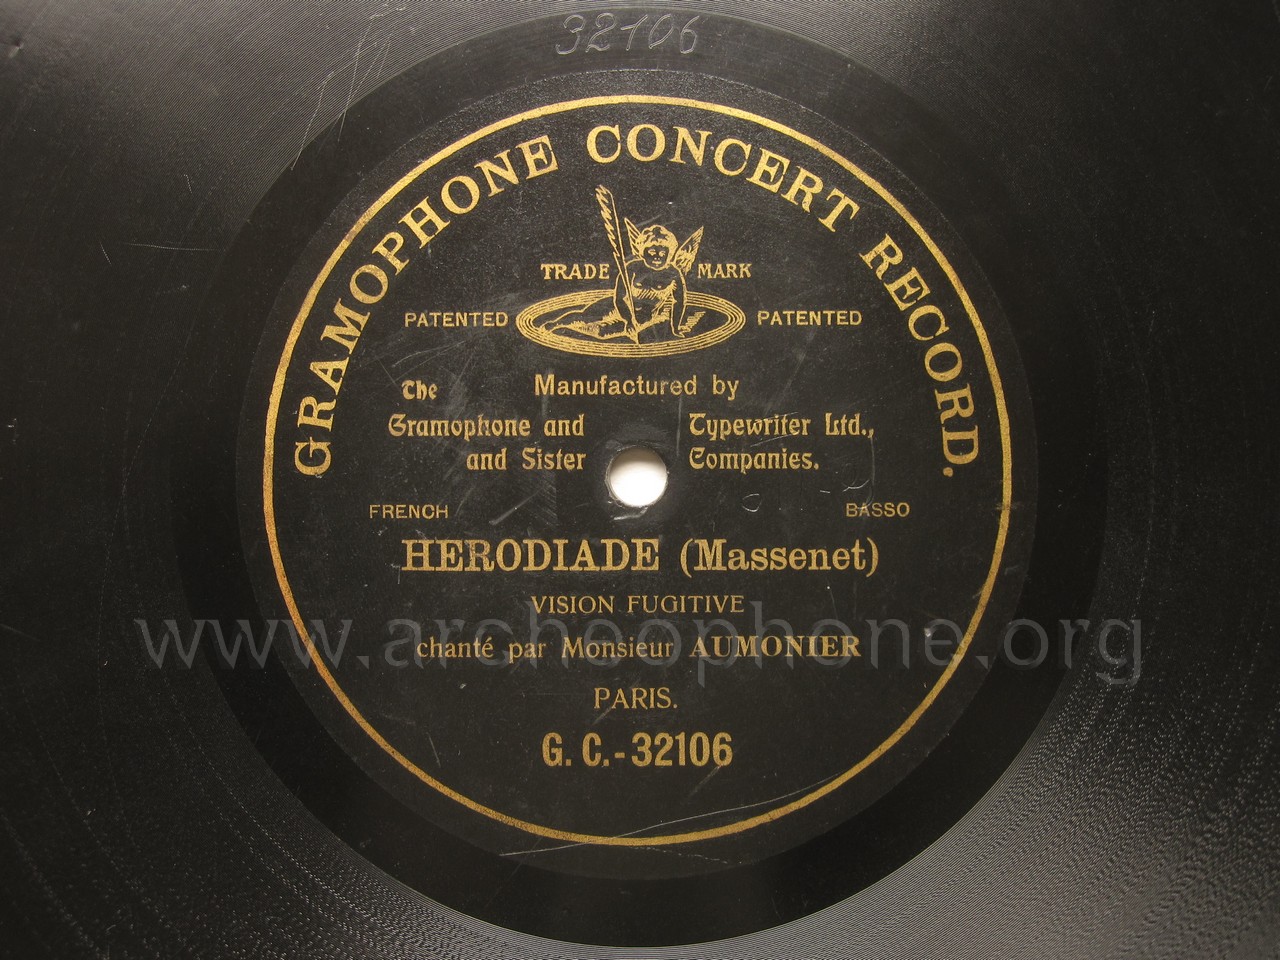 32106
GRAMOPHONE CONCERT RECORD.
TRADE MARK
PATENTED PATENTED
Manufactured by
The Gramophone and Typewriter Ltd.,
and Sister Companies.
FRENCH BASSO
HERODIADE (Massenet)
VISION FUGITIVE
www.archeophone.org
chanté par Monsieur AUMONIER
PARIS.
G. C.-32106